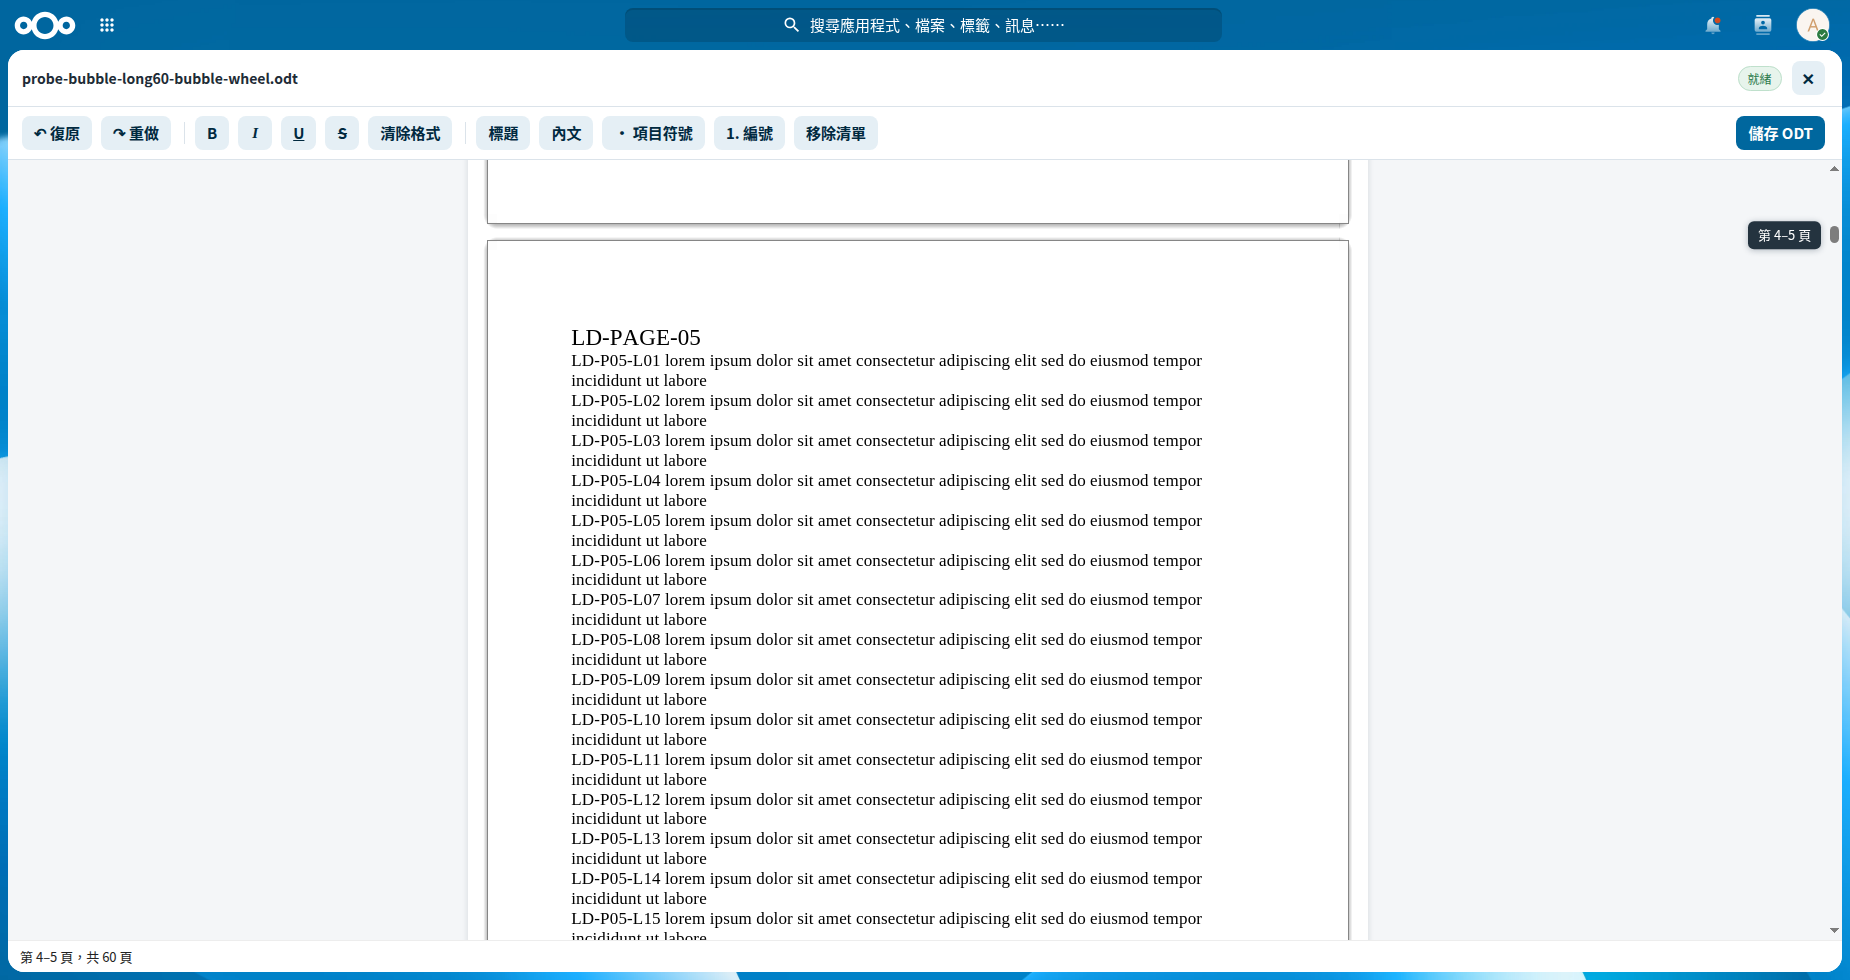 搜尋應用程式、檔案、標籤、訊息……
A
probe-bubble-long60-bubble-wheel.odt
就緒
×
↶ 復原
↷ 重做
B
I
U
S
清除格式
標題
內文
• 項目符號
1. 編號
移除清單
儲存 ODT
第 4–5 頁
LD-PAGE-05
LD-P05-L01 lorem ipsum dolor sit amet consectetur adipiscing elit sed do eiusmod tempor
incididunt ut labore
LD-P05-L02 lorem ipsum dolor sit amet consectetur adipiscing elit sed do eiusmod tempor
incididunt ut labore
LD-P05-L03 lorem ipsum dolor sit amet consectetur adipiscing elit sed do eiusmod tempor
incididunt ut labore
LD-P05-L04 lorem ipsum dolor sit amet consectetur adipiscing elit sed do eiusmod tempor
incididunt ut labore
LD-P05-L05 lorem ipsum dolor sit amet consectetur adipiscing elit sed do eiusmod tempor
incididunt ut labore
LD-P05-L06 lorem ipsum dolor sit amet consectetur adipiscing elit sed do eiusmod tempor
incididunt ut labore
LD-P05-L07 lorem ipsum dolor sit amet consectetur adipiscing elit sed do eiusmod tempor
incididunt ut labore
LD-P05-L08 lorem ipsum dolor sit amet consectetur adipiscing elit sed do eiusmod tempor
incididunt ut labore
LD-P05-L09 lorem ipsum dolor sit amet consectetur adipiscing elit sed do eiusmod tempor
incididunt ut labore
LD-P05-L10 lorem ipsum dolor sit amet consectetur adipiscing elit sed do eiusmod tempor
incididunt ut labore
LD-P05-L11 lorem ipsum dolor sit amet consectetur adipiscing elit sed do eiusmod tempor
incididunt ut labore
LD-P05-L12 lorem ipsum dolor sit amet consectetur adipiscing elit sed do eiusmod tempor
incididunt ut labore
LD-P05-L13 lorem ipsum dolor sit amet consectetur adipiscing elit sed do eiusmod tempor
incididunt ut labore
LD-P05-L14 lorem ipsum dolor sit amet consectetur adipiscing elit sed do eiusmod tempor
incididunt ut labore
LD-P05-L15 lorem ipsum dolor sit amet consectetur adipiscing elit sed do eiusmod tempor
incididunt ut labore
第 4–5 頁，共 60 頁